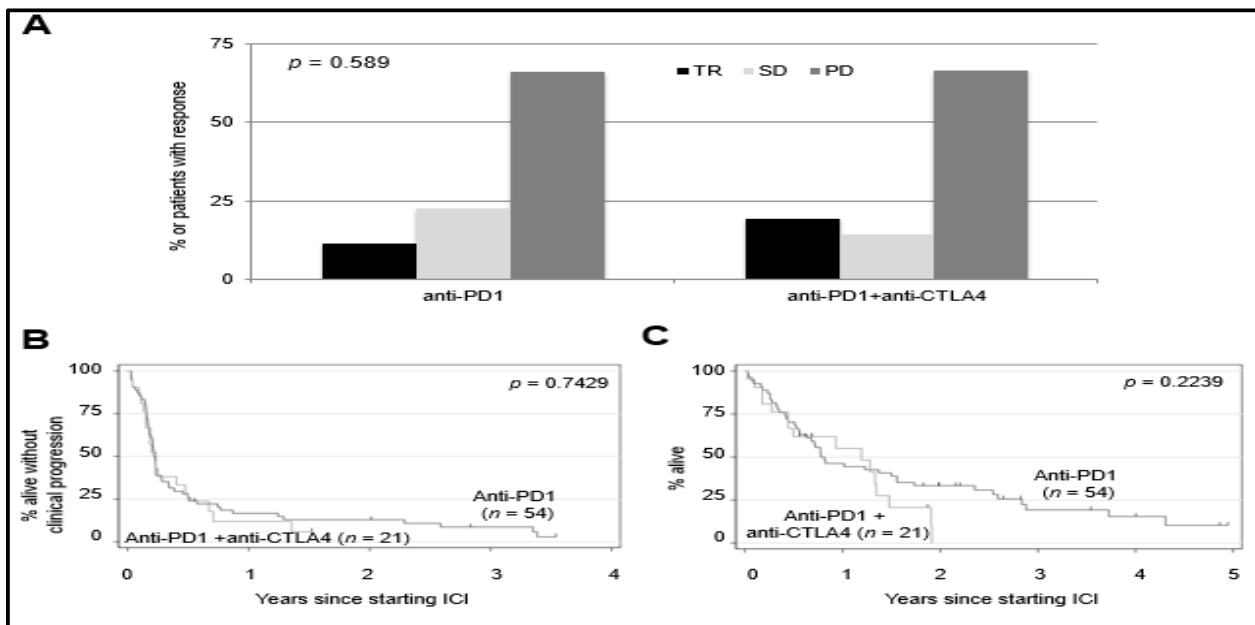 A
75
50
25
0
% or patients with response
p = 0.589
TR SD PD
anti-PD1 anti-PD1+anti-CTLA4
B
100
75
50
25
0
% alive without
clinical progression
p = 0.7429
Anti-PD1
(n = 54)
Anti-PD1 +anti-CTLA4 (n = 21)
0 1 2 3 4
Years since starting ICI
C
100
75
50
25
0
% alive
p = 0.2239
Anti-PD1
(n = 54)
Anti-PD1 +
anti-CTLA4 (n = 21)
0 1 2 3 4 5
Years since starting ICI